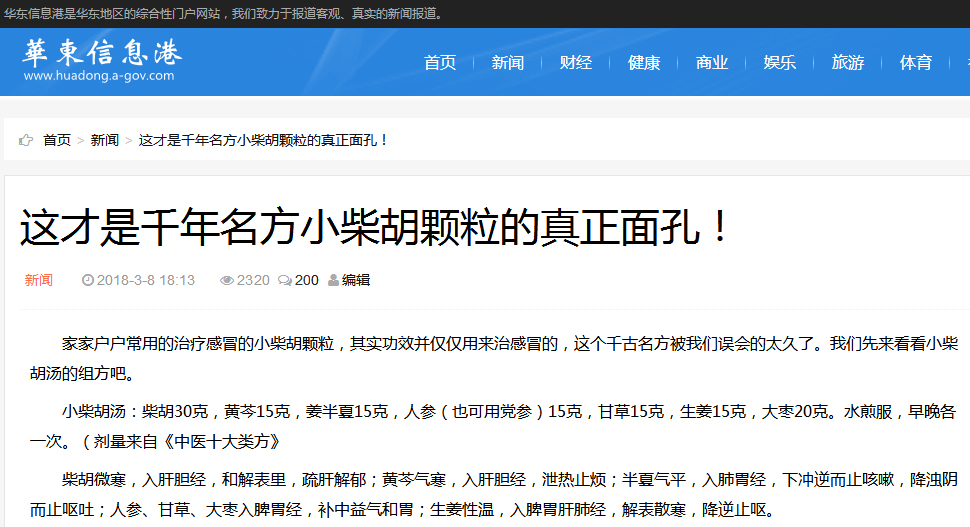 华东信息港是华东地区的综合性门户网站，我们致力于报道客观、真实的新闻报道。
華東信息港
www.huadong.a-gov.com
首页 新闻 财经 健康 商业 娱乐 旅游 体育
首页 > 新闻 > 这才是千年名方小柴胡颗粒的真正面孔！
这才是千年名方小柴胡颗粒的真正面孔！
新闻 2018-3-8 18:13 2320 200 编辑
家家户户常用的治疗感冒的小柴胡颗粒，其实功效并仅仅用来治感冒的，这个千古名方被我们误会的太久了。我们先来看看小柴
胡汤的组方吧。
小柴胡汤：柴胡30克，黄芩15克，姜半夏15克，人参（也可用党参）15克，甘草15克，生姜15克，大枣20克。水煎服，早晚各
一次。（剂量来自《中医十大类方》
柴胡微寒，入肝胆经，和解表里，疏肝解郁；黄芩气寒，入肝胆经，泄热止烦；半夏气平，入肺胃经，下冲逆而止咳嗽，降浊阴
而止呕吐；人参、甘草、大枣入脾胃经，补中益气和胃；生姜性温，入脾胃肝肺经，解表散寒，降逆止呕。